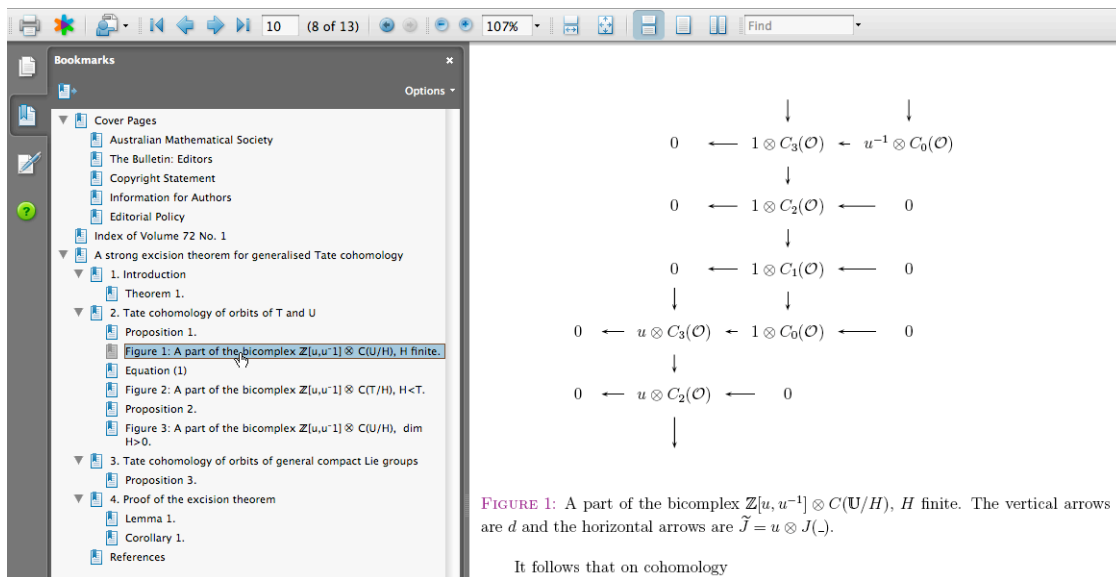 10 (8 of 13) 107% Find
Bookmarks
Options
Cover Pages
Australian Mathematical Society
The Bulletin: Editors
Copyright Statement
Information for Authors
Editorial Policy
Index of Volume 72 No. 1
A strong excision theorem for generalised Tate cohomology
1. Introduction
Theorem 1.
2. Tate cohomology of orbits of T and U
Proposition 1.
Figure 1: A part of the bicomplex ℤ[u,u⁻1] ⊗ C(U/H), H finite.
Equation (1)
Figure 2: A part of the bicomplex ℤ[u,u⁻1] ⊗ C(T/H), H<T.
Proposition 2.
Figure 3: A part of the bicomplex ℤ[u,u⁻1] ⊗ C(U/H), dim
H>0.
3. Tate cohomology of orbits of general compact Lie groups
Proposition 3.
4. Proof of the excision theorem
Lemma 1.
Corollary 1.
References
↓ ↓
0 ← 1 ⊗ C₃(𝒪) ← u⁻¹ ⊗ C₀(𝒪)
↓
0 ← 1 ⊗ C₂(𝒪) ← 0
↓
0 ← 1 ⊗ C₁(𝒪) ← 0
↓ ↓
0 ← u ⊗ C₃(𝒪) ← 1 ⊗ C₀(𝒪) ← 0
↓
0 ← u ⊗ C₂(𝒪) ← 0
↓
FIGURE 1: A part of the bicomplex ℤ[u, u⁻¹] ⊗ C(𝕌/H), H finite. The vertical arrows
are d and the horizontal arrows are J̃ = u ⊗ J(_).
It follows that on cohomology